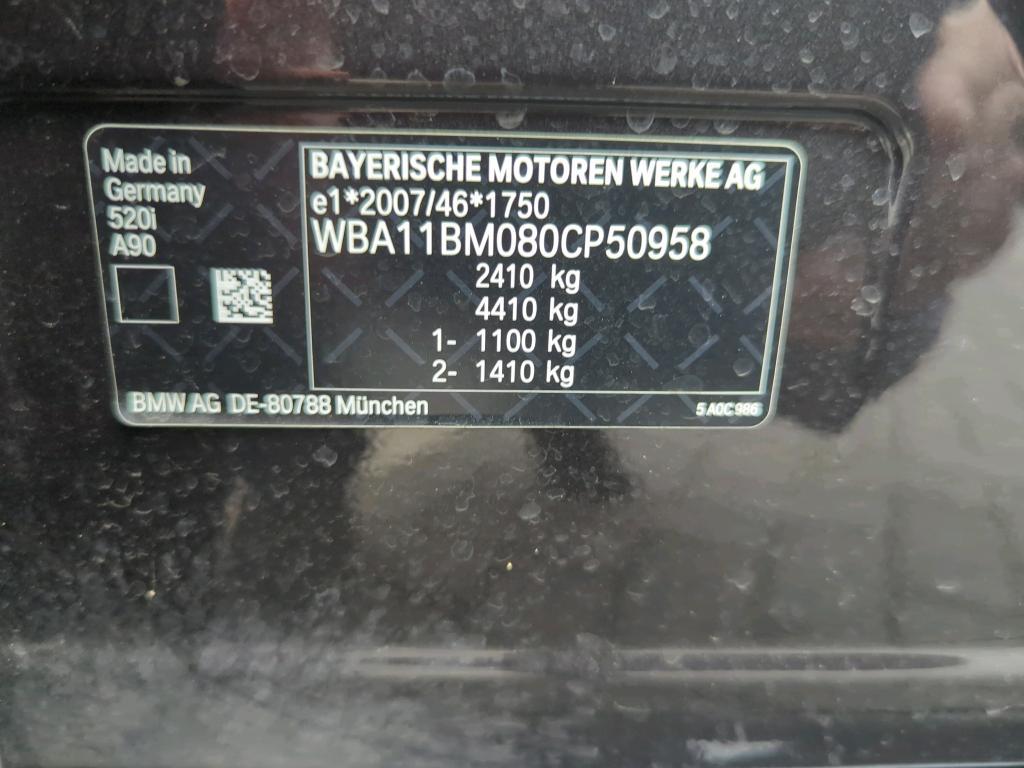 Made in
Germany
520i
A90
BAYERISCHE MOTOREN WERKE AG
e1*2007/46*1750
WBA11BM080CP50958
2410 kg
4410 kg
1- 1100 kg
2- 1410 kg
BMW AG DE-80788 München
5 A0C 986